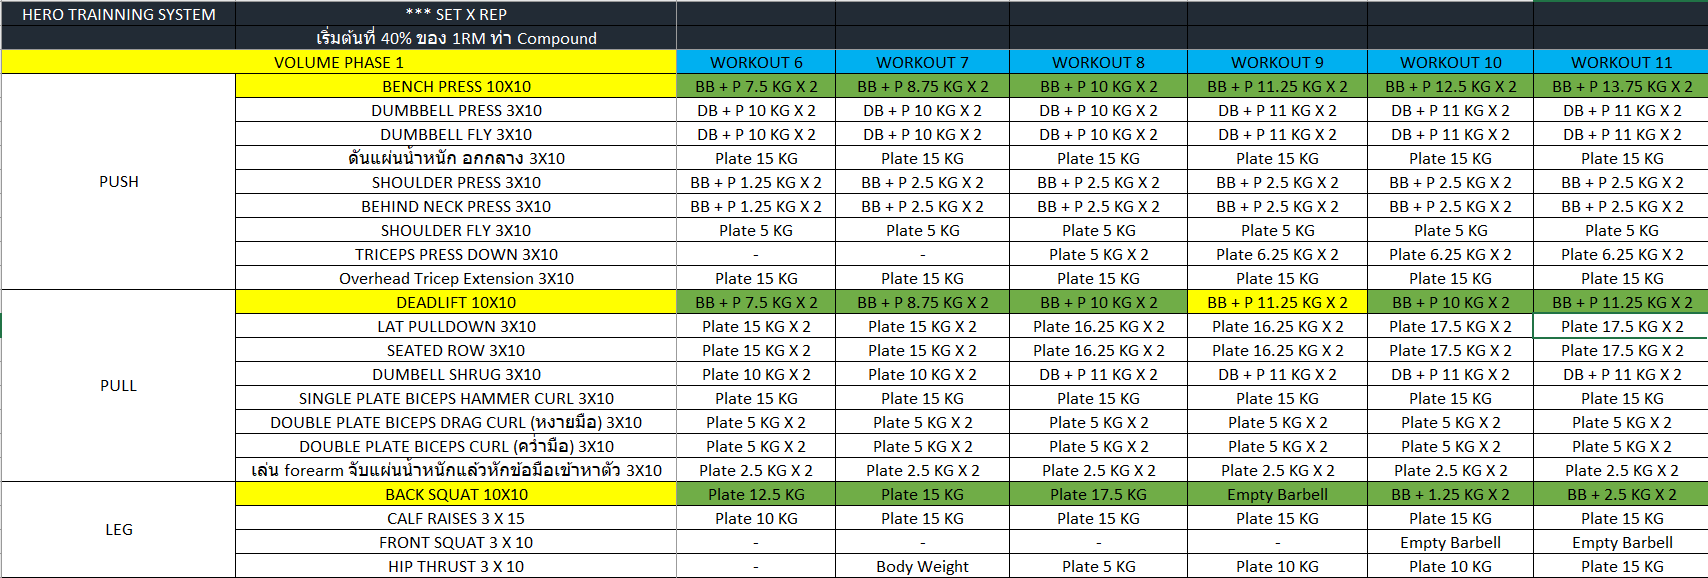 HERO TRAINNING SYSTEM *** SET X REP
เริ่มต้นที่ 40% ของ 1RM ท่า Compound
VOLUME PHASE 1 WORKOUT 6 WORKOUT 7 WORKOUT 8 WORKOUT 9 WORKOUT 10 WORKOUT 11
BENCH PRESS 10X10 BB + P 7.5 KG X 2 BB + P 8.75 KG X 2 BB + P 10 KG X 2 BB + P 11.25 KG X 2 BB + P 12.5 KG X 2 BB + P 13.75 KG X 2
DUMBBELL PRESS 3X10 DB + P 10 KG X 2 DB + P 10 KG X 2 DB + P 10 KG X 2 DB + P 11 KG X 2 DB + P 11 KG X 2 DB + P 11 KG X 2
DUMBBELL FLY 3X10 DB + P 10 KG X 2 DB + P 10 KG X 2 DB + P 10 KG X 2 DB + P 11 KG X 2 DB + P 11 KG X 2 DB + P 11 KG X 2
ดันแผ่นน้ำหนัก อกกลาง 3X10 Plate 15 KG Plate 15 KG Plate 15 KG Plate 15 KG Plate 15 KG Plate 15 KG
PUSH SHOULDER PRESS 3X10 BB + P 1.25 KG X 2 BB + P 2.5 KG X 2 BB + P 2.5 KG X 2 BB + P 2.5 KG X 2 BB + P 2.5 KG X 2 BB + P 2.5 KG X 2
BEHIND NECK PRESS 3X10 BB + P 1.25 KG X 2 BB + P 2.5 KG X 2 BB + P 2.5 KG X 2 BB + P 2.5 KG X 2 BB + P 2.5 KG X 2 BB + P 2.5 KG X 2
SHOULDER FLY 3X10 Plate 5 KG Plate 5 KG Plate 5 KG Plate 5 KG Plate 5 KG Plate 5 KG
TRICEPS PRESS DOWN 3X10 - - Plate 5 KG X 2 Plate 6.25 KG X 2 Plate 6.25 KG X 2 Plate 6.25 KG X 2
Overhead Tricep Extension 3X10 Plate 15 KG Plate 15 KG Plate 15 KG Plate 15 KG Plate 15 KG Plate 15 KG
DEADLIFT 10X10 BB + P 7.5 KG X 2 BB + P 8.75 KG X 2 BB + P 10 KG X 2 BB + P 11.25 KG X 2 BB + P 10 KG X 2 BB + P 11.25 KG X 2
LAT PULLDOWN 3X10 Plate 15 KG X 2 Plate 15 KG X 2 Plate 16.25 KG X 2 Plate 16.25 KG X 2 Plate 17.5 KG X 2 Plate 17.5 KG X 2
SEATED ROW 3X10 Plate 15 KG X 2 Plate 15 KG X 2 Plate 16.25 KG X 2 Plate 16.25 KG X 2 Plate 17.5 KG X 2 Plate 17.5 KG X 2
PULL DUMBELL SHRUG 3X10 Plate 10 KG X 2 Plate 10 KG X 2 DB + P 11 KG X 2 DB + P 11 KG X 2 DB + P 11 KG X 2 DB + P 11 KG X 2
SINGLE PLATE BICEPS HAMMER CURL 3X10 Plate 15 KG Plate 15 KG Plate 15 KG Plate 15 KG Plate 15 KG Plate 15 KG
DOUBLE PLATE BICEPS DRAG CURL (หงายมือ) 3X10 Plate 5 KG X 2 Plate 5 KG X 2 Plate 5 KG X 2 Plate 5 KG X 2 Plate 5 KG X 2 Plate 5 KG X 2
DOUBLE PLATE BICEPS CURL (คว่ำมือ) 3X10 Plate 5 KG X 2 Plate 5 KG X 2 Plate 5 KG X 2 Plate 5 KG X 2 Plate 5 KG X 2 Plate 5 KG X 2
เล่น forearm จับแผ่นน้ำหนักแล้วหักข้อมือเข้าหาตัว 3X10 Plate 2.5 KG X 2 Plate 2.5 KG X 2 Plate 2.5 KG X 2 Plate 2.5 KG X 2 Plate 2.5 KG X 2 Plate 2.5 KG X 2
BACK SQUAT 10X10 Plate 12.5 KG Plate 15 KG Plate 17.5 KG Empty Barbell BB + 1.25 KG X 2 BB + 2.5 KG X 2
CALF RAISES 3 X 15 Plate 10 KG Plate 15 KG Plate 15 KG Plate 15 KG Plate 15 KG Plate 15 KG
LEG FRONT SQUAT 3 X 10 - - - - Empty Barbell Empty Barbell
HIP THRUST 3 X 10 - Body Weight Plate 5 KG Plate 10 KG Plate 10 KG Plate 15 KG